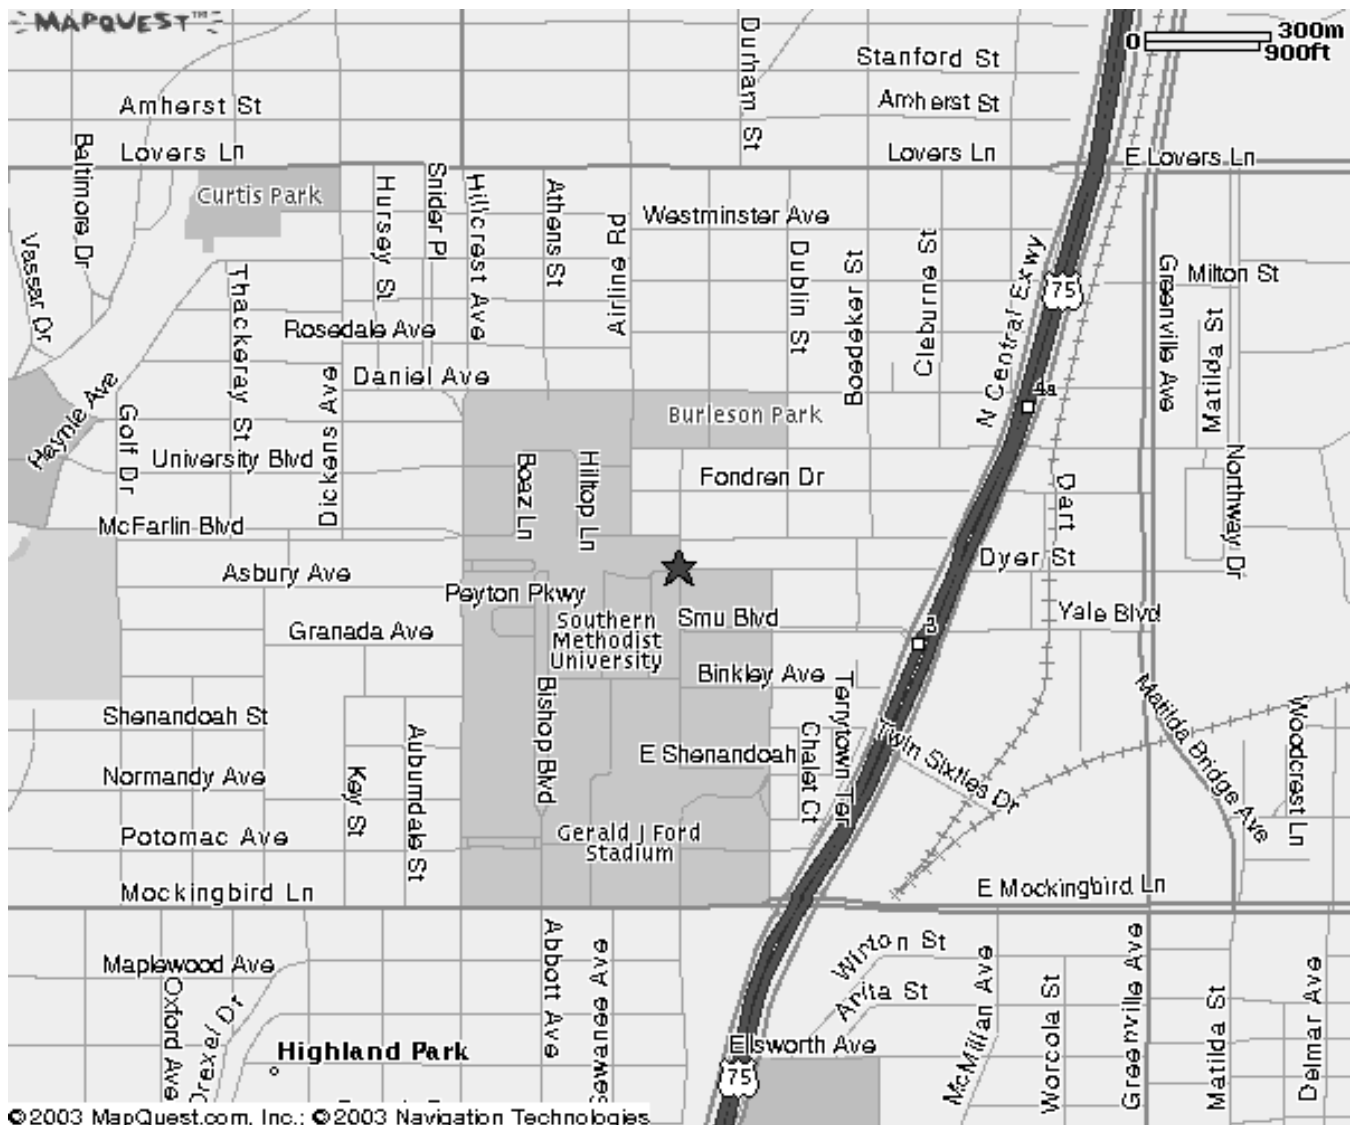 MAPQUEST™
0 300m
900ft
Durham St
Stanford St
Amherst St
Amherst St
Baltimore Dr
Lovers Ln
Lovers Ln
E Lovers Ln
Curtis Park
Hursey St
Snider Pl
Hillcrest Ave
Athens St
Airline Rd
Westminster Ave
Dublin St
Boedeker St
Cleburne St
N Central Exwy
75
Greenville Ave
Milton St
Matilda St
Vassar Dr
Thackeray St
Rosedale Ave
Daniel Ave
Dickens Ave
Haynie Ave
Golf Dr
University Blvd
Burleson Park
4a
Boaz Ln
Hilltop Ln
Fondren Dr
Dart
Northway Dr
McFarlin Blvd
Dyer St
Asbury Ave
Peyton Pkwy
Southern
Methodist
University
Smu Blvd
3
Yale Blvd
Granada Ave
Binkley Ave
Bishop Blvd
Terrytown Ter
Matilda Bridge Ave
Woodcrest Ln
Shenandoah St
Auburndale St
E Shenandoah
Chalet Ct
Twin Sixties Dr
Normandy Ave
Key St
Potomac Ave
Gerald J Ford
Stadium
Mockingbird Ln
E Mockingbird Ln
Maplewood Ave
Oxford Ave
Drexel Dr
Abbott Ave
Sewanee Ave
Winton St
Anita St
McMillan Ave
Worcola St
Greenville Ave
Matilda St
Delmar Ave
Highland Park
Ellsworth Ave
75
©2003 MapQuest.com, Inc.; ©2003 Navigation Technologies